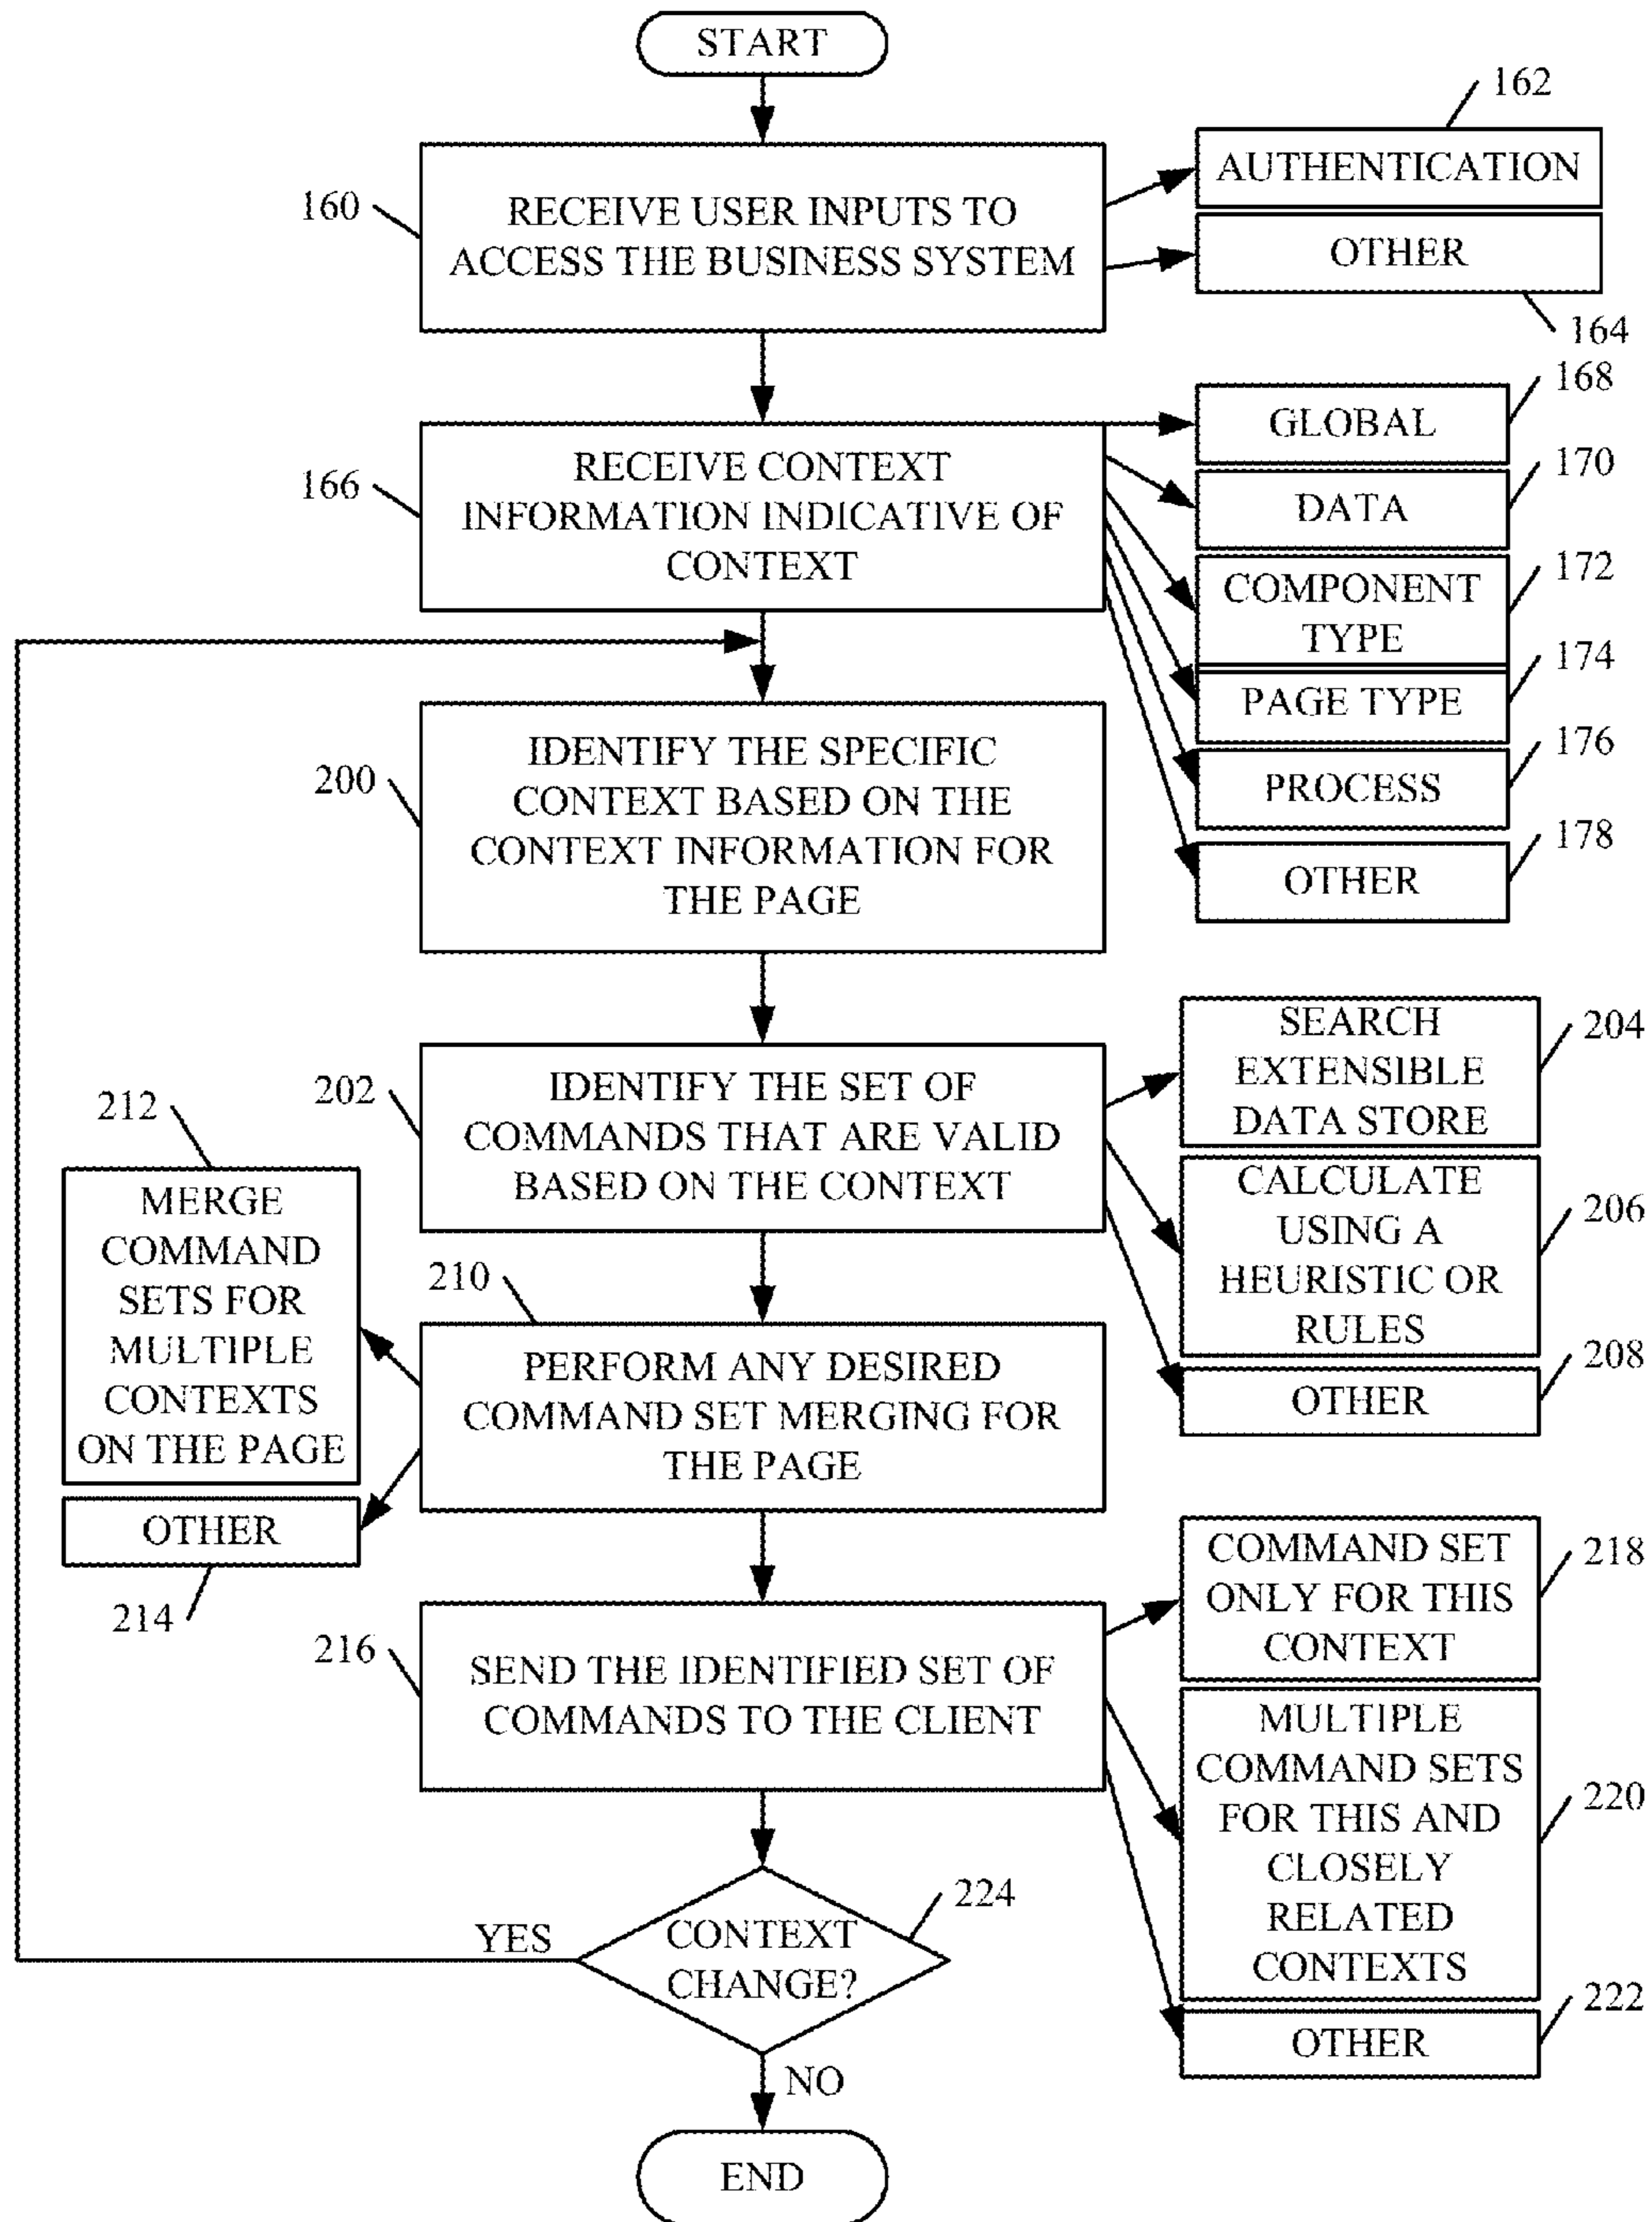 START
162
AUTHENTICATION
160
RECEIVE USER INPUTS TO
ACCESS THE BUSINESS SYSTEM
OTHER
164
168
GLOBAL
166
RECEIVE CONTEXT
INFORMATION INDICATIVE OF
CONTEXT
170
DATA
172
COMPONENT
TYPE
174
PAGE TYPE
176
PROCESS
178
OTHER
200
IDENTIFY THE SPECIFIC
CONTEXT BASED ON THE
CONTEXT INFORMATION FOR
THE PAGE
202
IDENTIFY THE SET OF
COMMANDS THAT ARE VALID
BASED ON THE CONTEXT
SEARCH
EXTENSIBLE
DATA STORE
204
CALCULATE
USING A
HEURISTIC OR
RULES
206
208
OTHER
212
MERGE
COMMAND
SETS FOR
MULTIPLE
CONTEXTS
ON THE PAGE
210
PERFORM ANY DESIRED
COMMAND SET MERGING FOR
THE PAGE
OTHER
214
216
SEND THE IDENTIFIED SET OF
COMMANDS TO THE CLIENT
COMMAND SET
ONLY FOR THIS
CONTEXT
218
MULTIPLE
COMMAND SETS
FOR THIS AND
CLOSELY
RELATED
CONTEXTS
220
222
OTHER
224
CONTEXT
CHANGE?
YES
NO
END